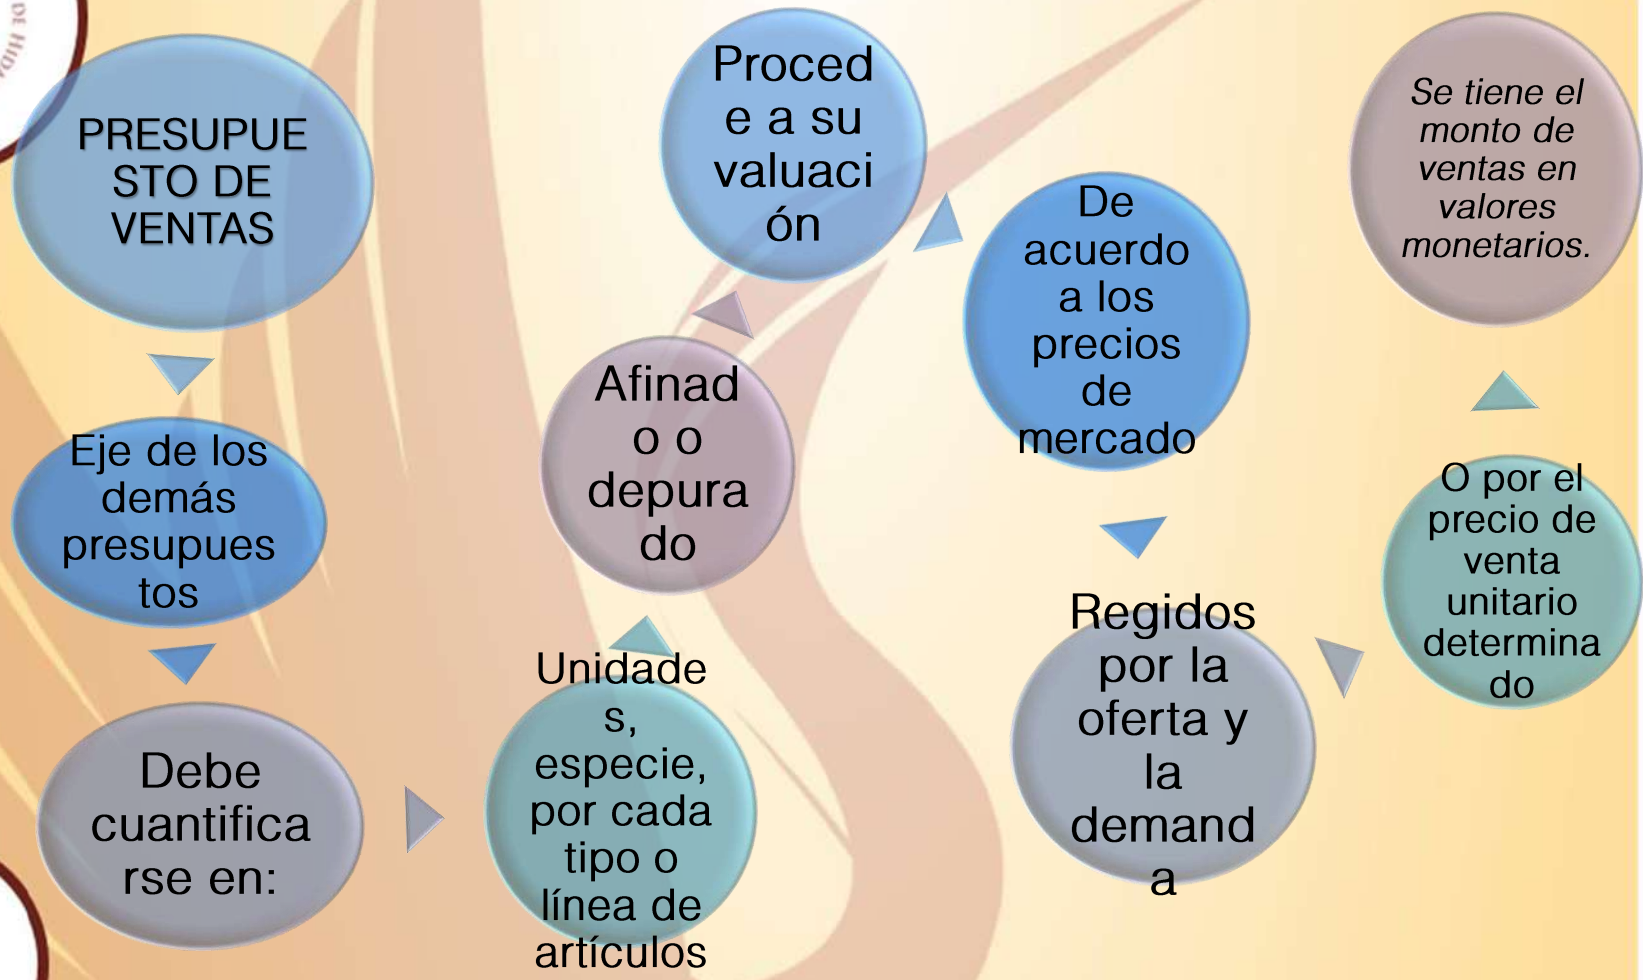 DE HIDA
PRESUPUE
STO DE
VENTAS
Eje de los
demás
presupues
tos
Debe
cuantifica
rse en:
Unidade
s,
especie,
por cada
tipo o
línea de
artículos
Afinad
o o
depura
do
Proced
e a su
valuaci
ón
De
acuerdo
a los
precios
de
mercado
Regidos
por la
oferta y
la
demand
a
O por el
precio de
venta
unitario
determina
do
Se tiene el
monto de
ventas en
valores
monetarios.